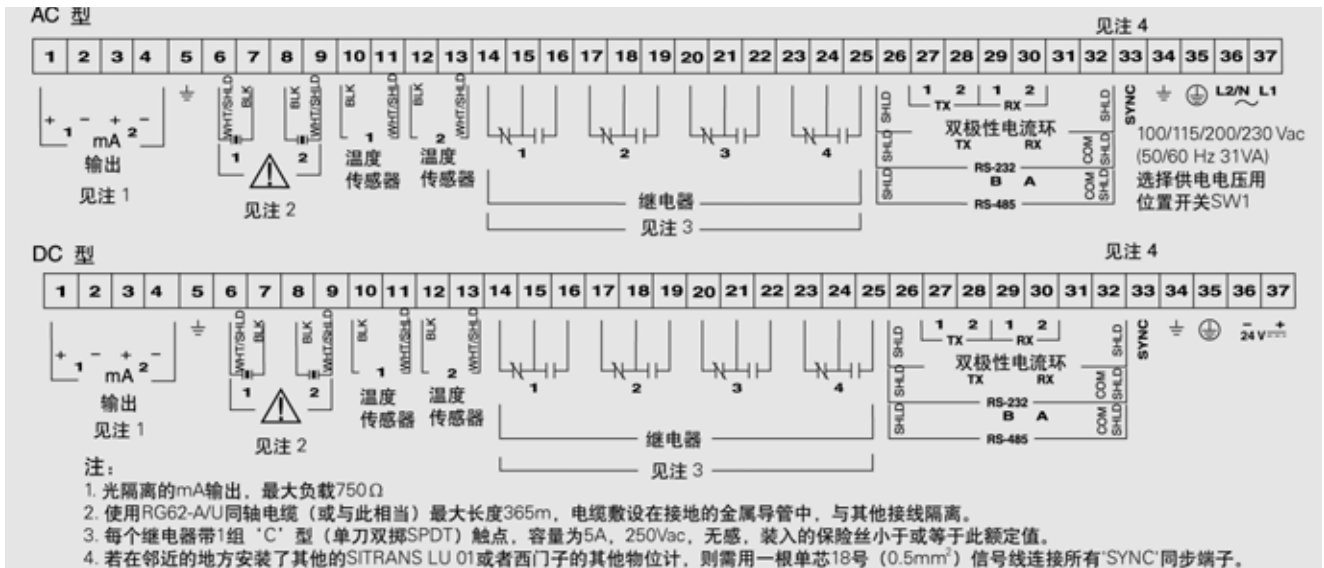 AC 型
见注 4
1 2 3 4 5 6 7 8 9 10 11 12 13 14 15 16 17 18 19 20 21 22 23 24 25 26 27 28 29 30 31 32 33 34 35 36 37
WHT/SHLD BLK BLK WHT/SHLD BLK WHT/SHLD BLK WHT/SHLD SHLD 1 2 1 2 SHLD SYNC L2/N L1
TX RX
+ 1 - + 2 -
mA
输出
见注 1
1 2
见注 2
1
温度
传感器
2
温度
传感器
1 2 3 4
继电器
见注 3
双极性电流环
SHLD TX RX COM SHLD
RS-232
SHLD B A COM SHLD
RS-485
100/115/200/230 Vac
(50/60 Hz 31VA)
选择供电电压用
位置开关SW1
DC 型
见注 4
1 2 3 4 5 6 7 8 9 10 11 12 13 14 15 16 17 18 19 20 21 22 23 24 25 26 27 28 29 30 31 32 33 34 35 36 37
WHT/SHLD BLK BLK WHT/SHLD BLK WHT/SHLD BLK WHT/SHLD SHLD 1 2 1 2 SHLD SYNC - +
TX RX
24 V
+ 1 - + 2 -
mA
输出
见注 1
1 2
见注 2
1
温度
传感器
2
温度
传感器
1 2 3 4
继电器
见注 3
双极性电流环
SHLD TX RX COM SHLD
RS-232
SHLD B A COM SHLD
RS-485
注：
1. 光隔离的mA输出，最大负载750Ω
2. 使用RG62-A/U同轴电缆（或与此相当）最大长度365m，电缆敷设在接地的金属导管中，与其他接线隔离。
3. 每个继电器带1组‘C’型（单刀双掷SPDT）触点，容量为5A，250Vac，无感，装入的保险丝小于或等于此额定值。
4. 若在邻近的地方安装了其他的SITRANS LU 01或者西门子的其他物位计，则需用一根单芯18号（0.5mm²）信号线连接所有‘SYNC’同步端子。